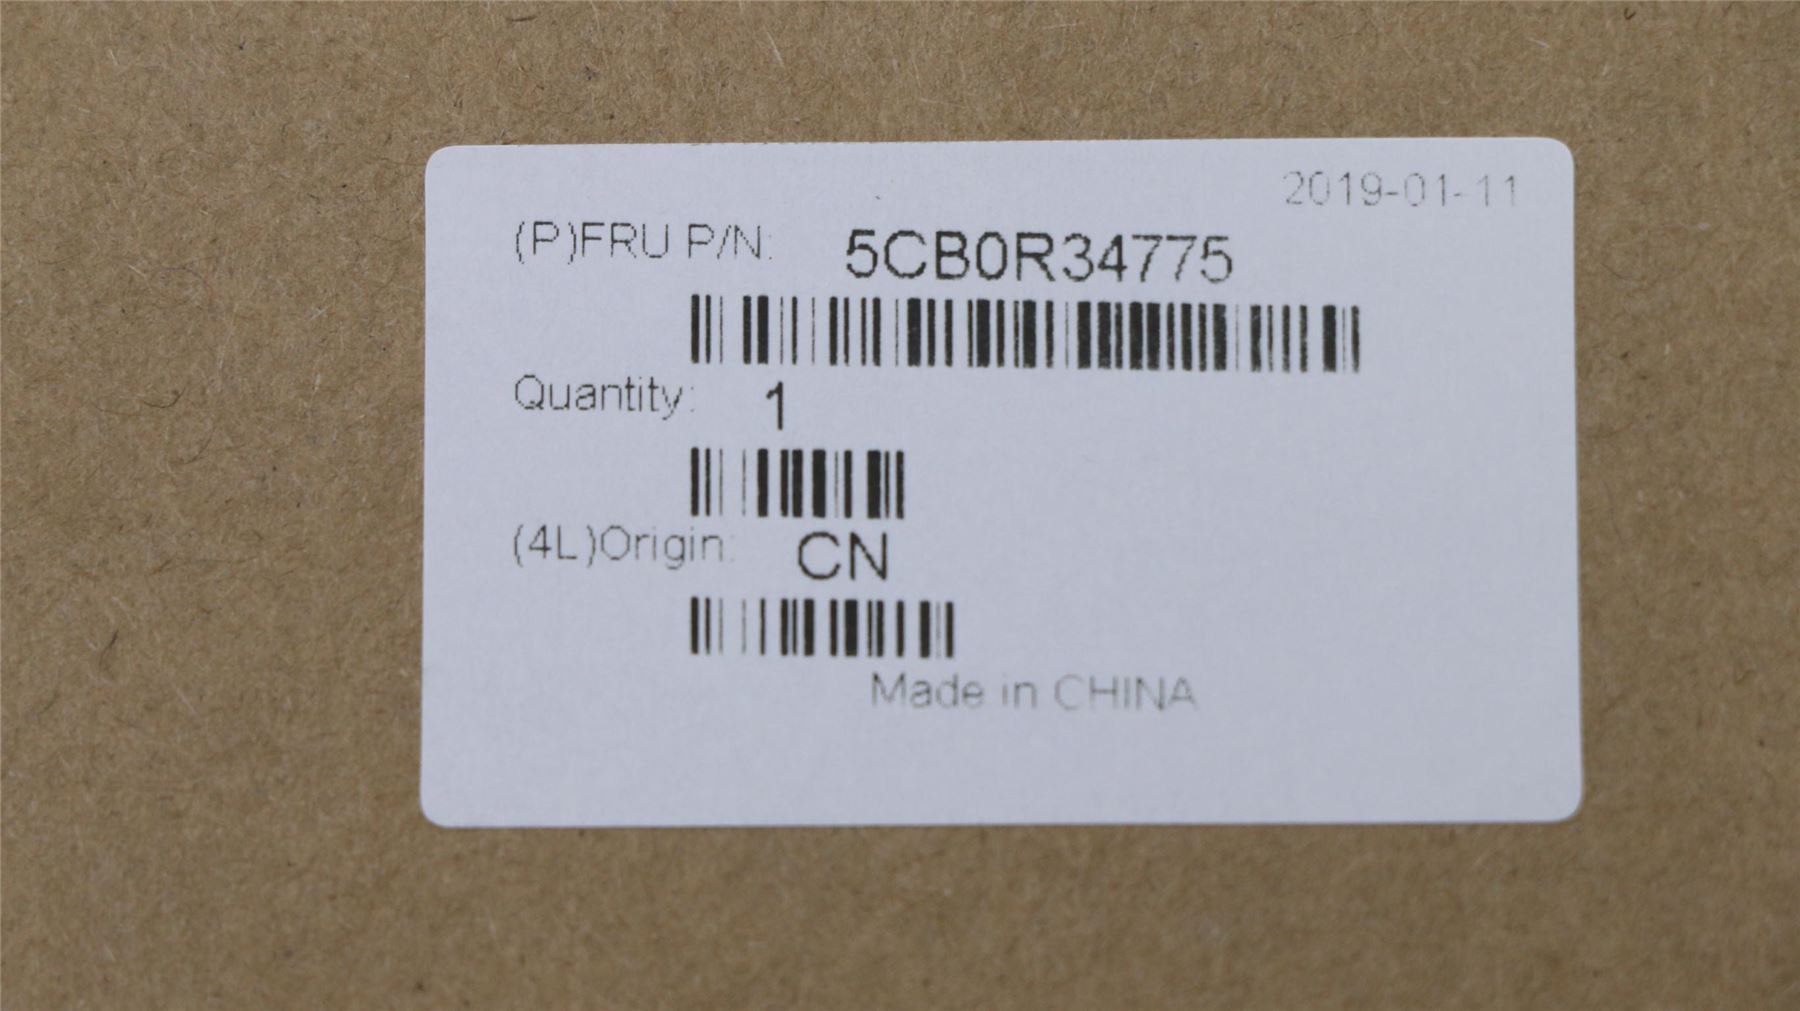 2019-01-11
(P)FRU P/N: 5CB0R34775
Quantity: 1
(4L)Origin: CN
Made in CHINA